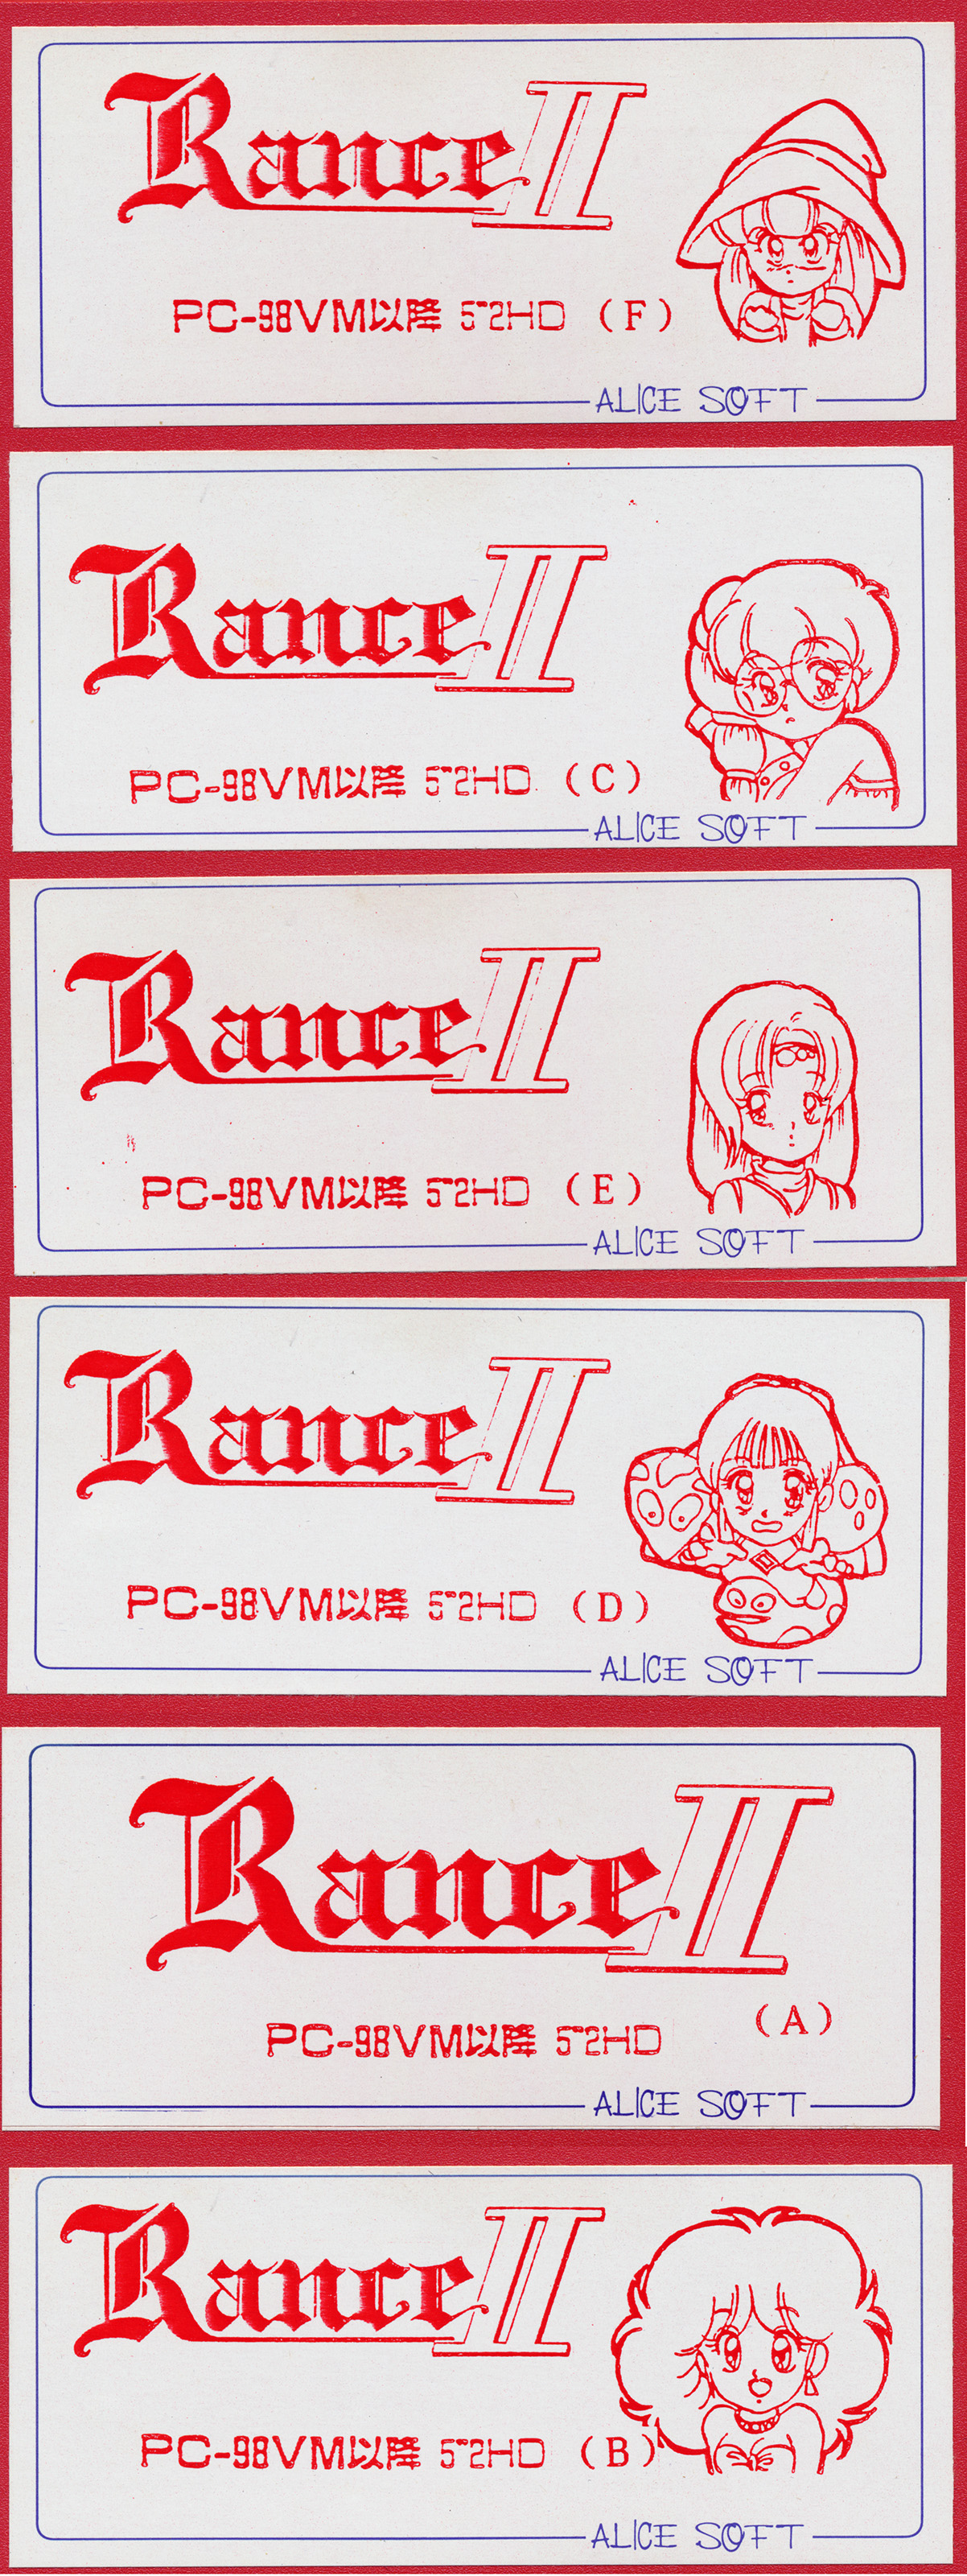 Rance II
PC-98VM以降 5"2HD (F)
ALICE SOFT
Rance II
PC-98VM以降 5"2HD (C)
ALICE SOFT
Rance II
PC-98VM以降 5"2HD (E)
ALICE SOFT
Rance II
PC-98VM以降 5"2HD (D)
ALICE SOFT
Rance II
(A)
PC-98VM以降 5"2HD
ALICE SOFT
Rance II
PC-98VM以降 5"2HD (B)
ALICE SOFT